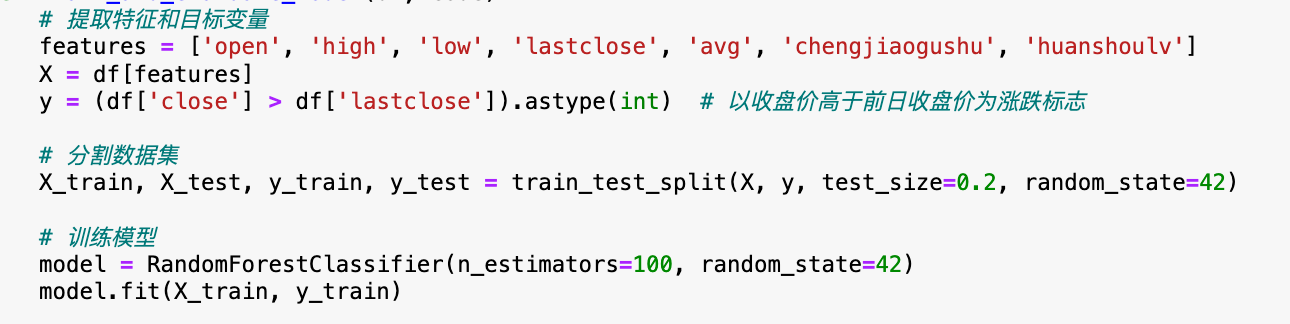 # 提取特征和目标变量
features = ['open', 'high', 'low', 'lastclose', 'avg', 'chengjiaogushu', 'huanshoulv']
X = df[features]
y = (df['close'] > df['lastclose']).astype(int)  # 以收盘价高于前日收盘价为涨跌标志
# 分割数据集
X_train, X_test, y_train, y_test = train_test_split(X, y, test_size=0.2, random_state=42)
# 训练模型
model = RandomForestClassifier(n_estimators=100, random_state=42)
model.fit(X_train, y_train)